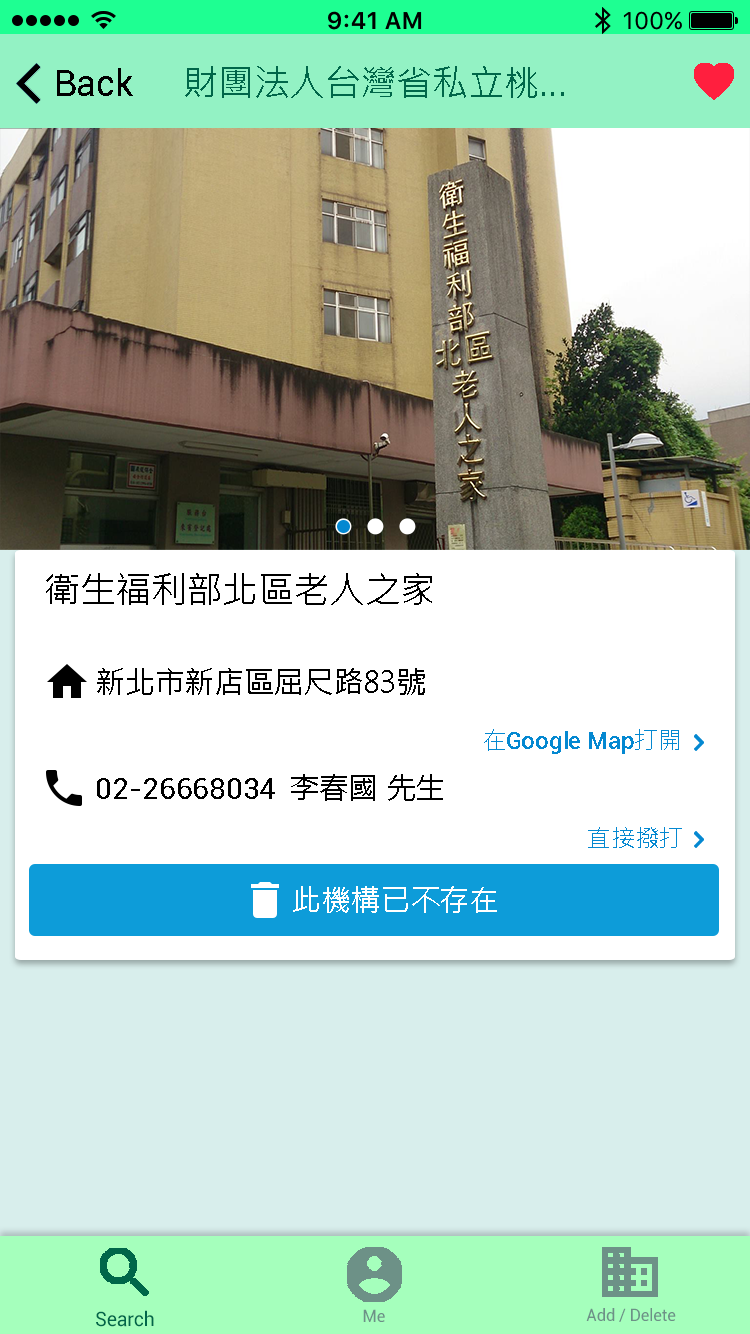 9:41 AM
100%
Back
財團法人台灣省私立桃...
衛生福利部
北區
老人之家
衛生福利部北區老人之家
新北市新店區屈尺路83號
在Google Map打開
02-26668034 李春國 先生
直接撥打
此機構已不存在
Search
Me
Add / Delete